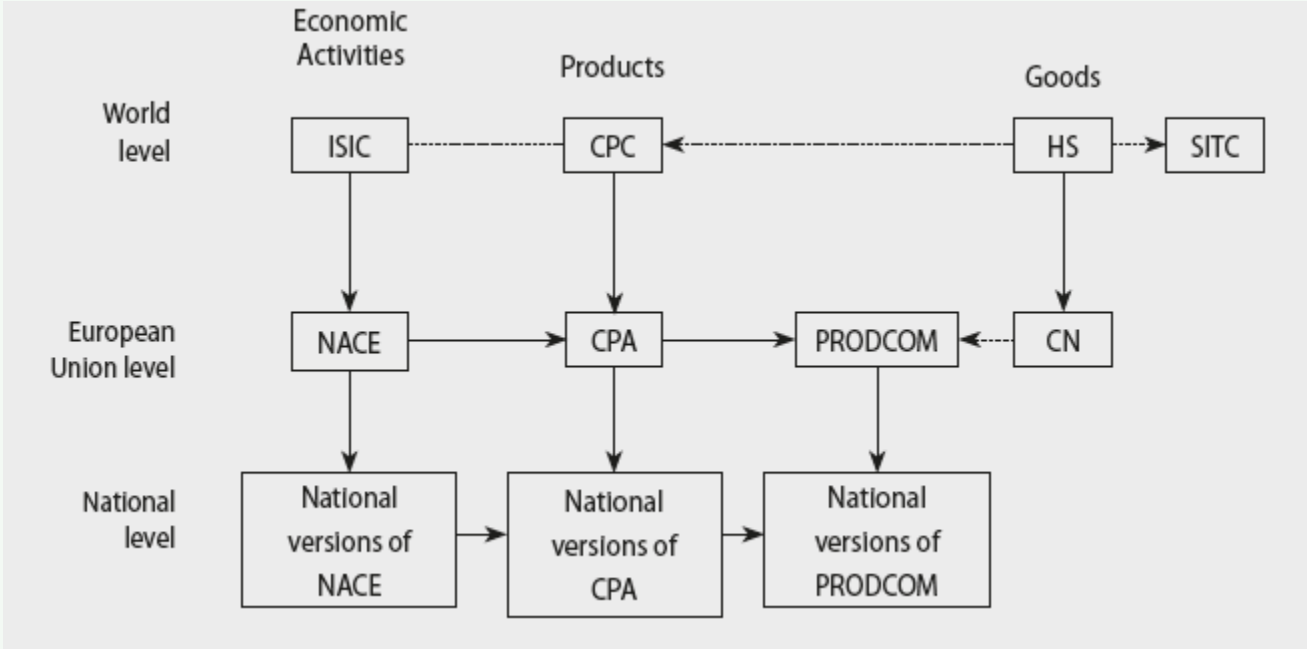 Economic
Activities
Products
Goods
World
level
ISIC
CPC
HS
SITC
European
Union level
NACE
CPA
PRODCOM
CN
National
level
National
versions of
NACE
National
versions of
CPA
National
versions of
PRODCOM